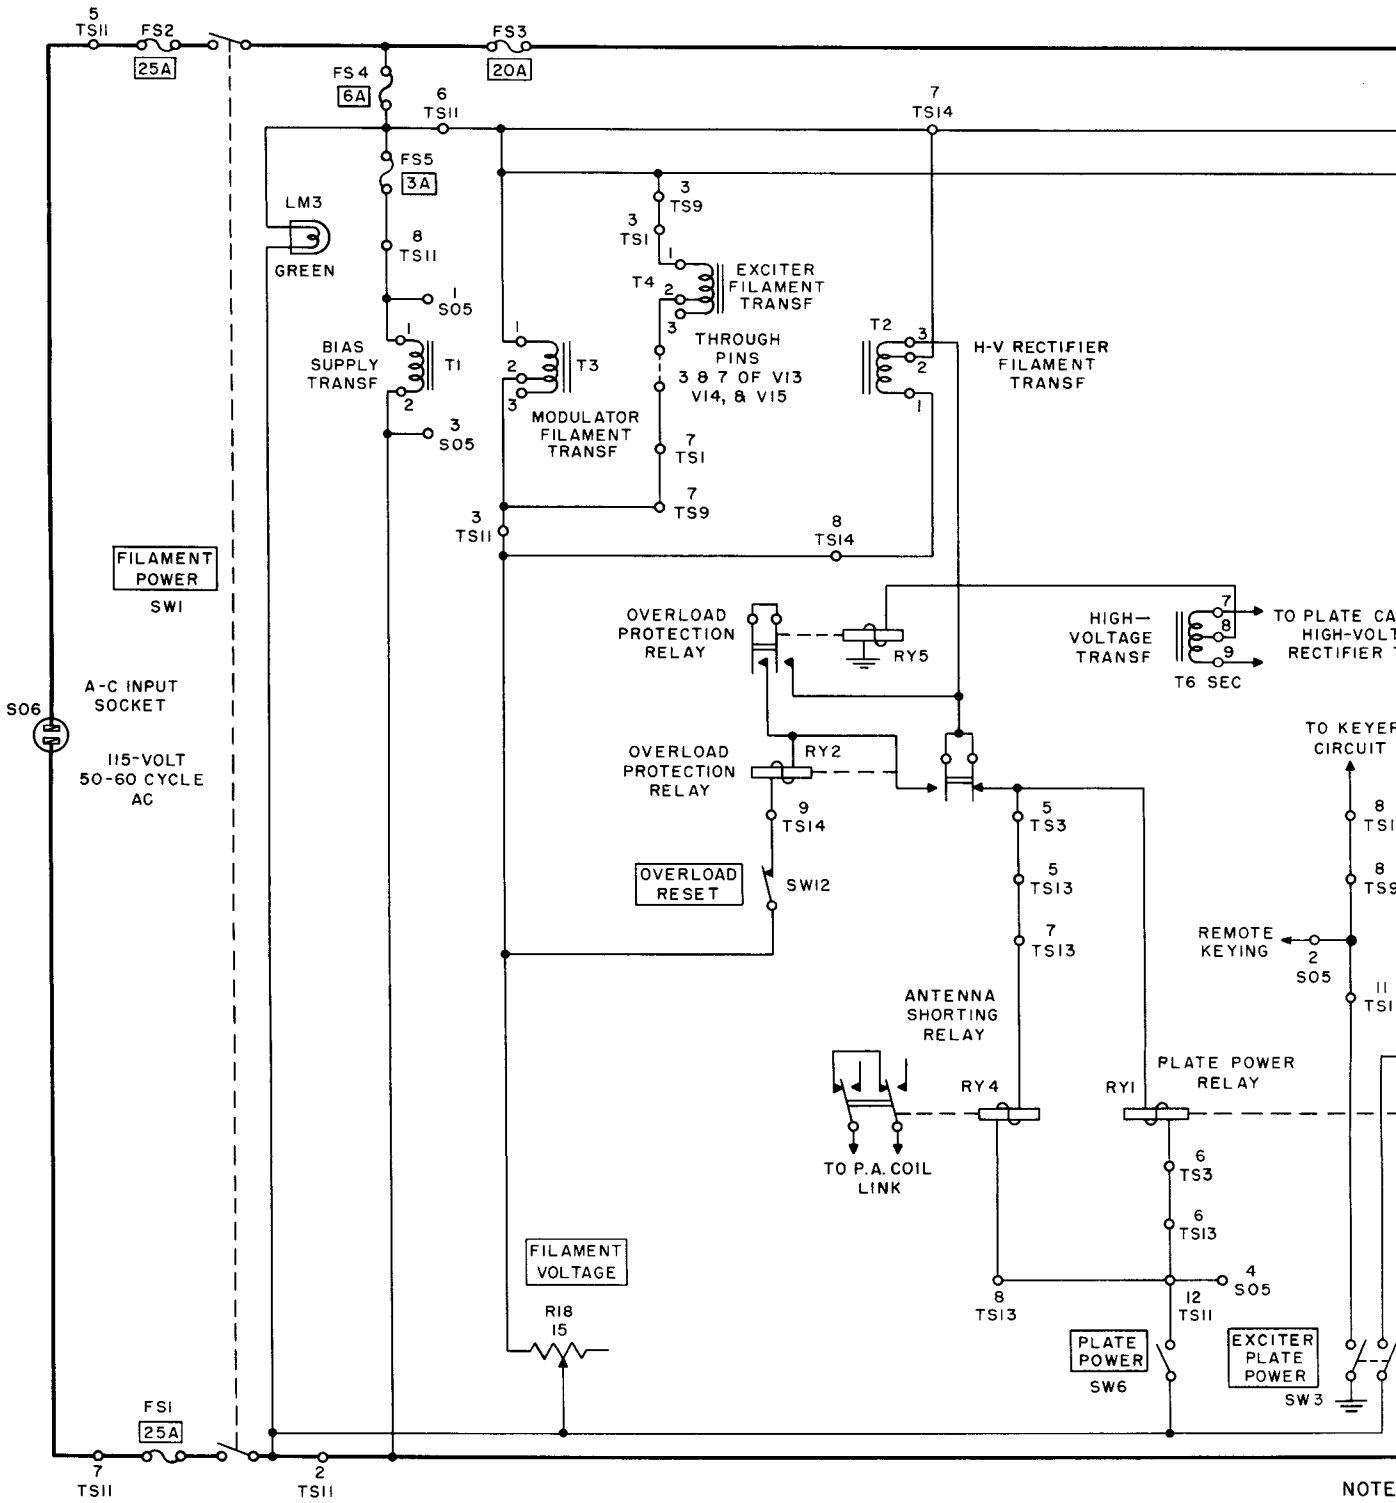 5
TS11
FS2
25A
FS3
20A
FS4
6A
6
TS11
7
TS14
FS5
3A
LM3
GREEN
8
TS11
3
TS9
3
TS1
1
T4
2
3
EXCITER
FILAMENT
TRANSF
1
SO5
BIAS
SUPPLY
TRANSF
1
T1
2
3
SO5
1
2
3
T3
MODULATOR
FILAMENT
TRANSF
THROUGH
PINS
3 & 7 OF V13
V14, & V15
T2
3
2
1
H-V RECTIFIER
FILAMENT
TRANSF
7
TS1
7
TS9
3
TS11
8
TS14
FILAMENT
POWER
SW1
OVERLOAD
PROTECTION
RELAY
RY5
HIGH-
VOLTAGE
TRANSF
7
8
9
T6 SEC
TO PLATE CA
HIGH-VOLT
RECTIFIER T
A-C INPUT
SOCKET
SO6
115-VOLT
50-60 CYCLE
AC
OVERLOAD
PROTECTION
RELAY
RY2
TO KEYER
CIRCUIT
9
TS14
5
TS3
8
TS1
OVERLOAD
RESET
SW12
5
TS13
8
TS9
7
TS13
REMOTE
KEYING
2
SO5
11
TS1
ANTENNA
SHORTING
RELAY
RY4
PLATE POWER
RELAY
RY1
TO P.A. COIL
LINK
6
TS3
6
TS13
FILAMENT
VOLTAGE
R18
15
8
TS13
12
TS11
4
SO5
PLATE
POWER
SW6
EXCITER
PLATE
POWER
SW3
FS1
25A
7
TS11
2
TS11
NOTE